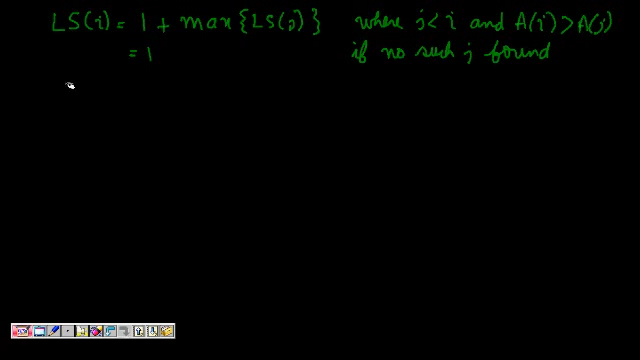 LS(i) = 1 + max{LS(j)} where j < i and A(i) > A(j)
= 1 if no such j found